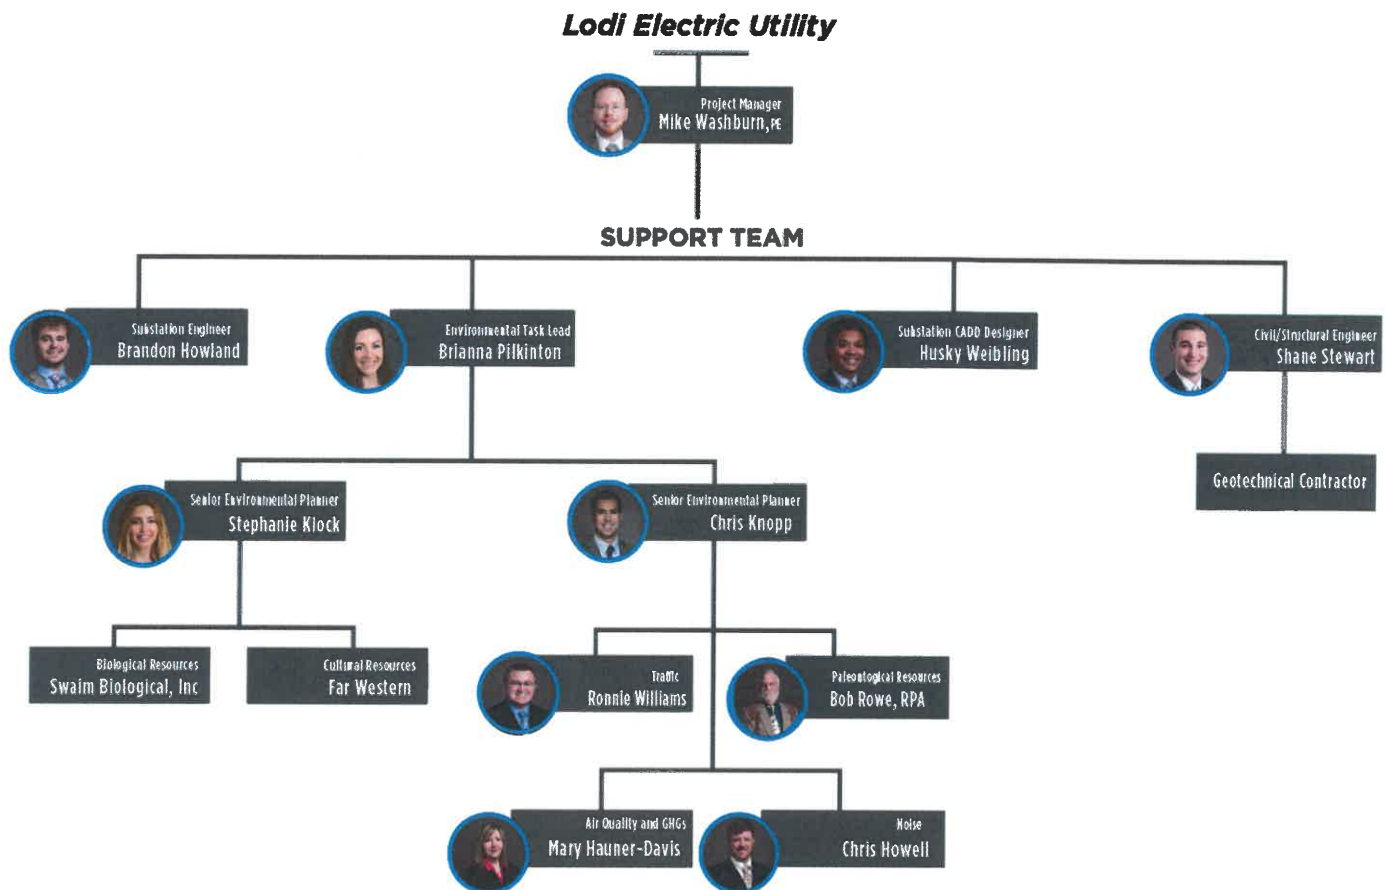 Lodi Electric Utility
Project Manager
Mike Washburn, PE
SUPPORT TEAM
Substation Engineer
Brandon Howland
Environmental Task Lead
Brianna Pilkinton
Substation CADD Designer
Husky Weibling
Civil/Structural Engineer
Shane Stewart
Geotechnical Contractor
Senior Environmental Planner
Stephanie Klock
Senior Environmental Planner
Chris Knopp
Biological Resources
Swaim Biological, Inc
Cultural Resources
Far Western
Traffic
Ronnie Williams
Paleontogical Resources
Bob Rowe, RPA
Air Quality and GHGs
Mary Hauner-Davis
Noise
Chris Howell